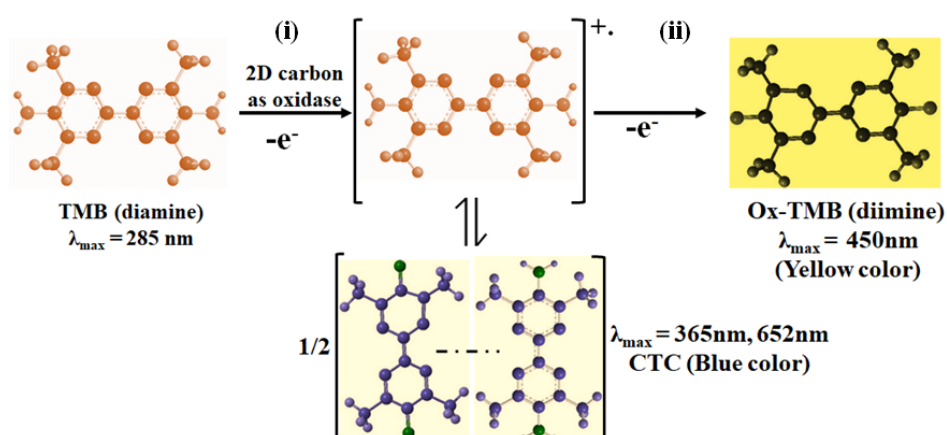 (i)
2D carbon
as oxidase
-e⁻
+.
(ii)
-e⁻
TMB (diamine)
λmax = 285 nm
Ox-TMB (diimine)
λmax = 450nm
(Yellow color)
1/2
λmax = 365nm, 652nm
CTC (Blue color)